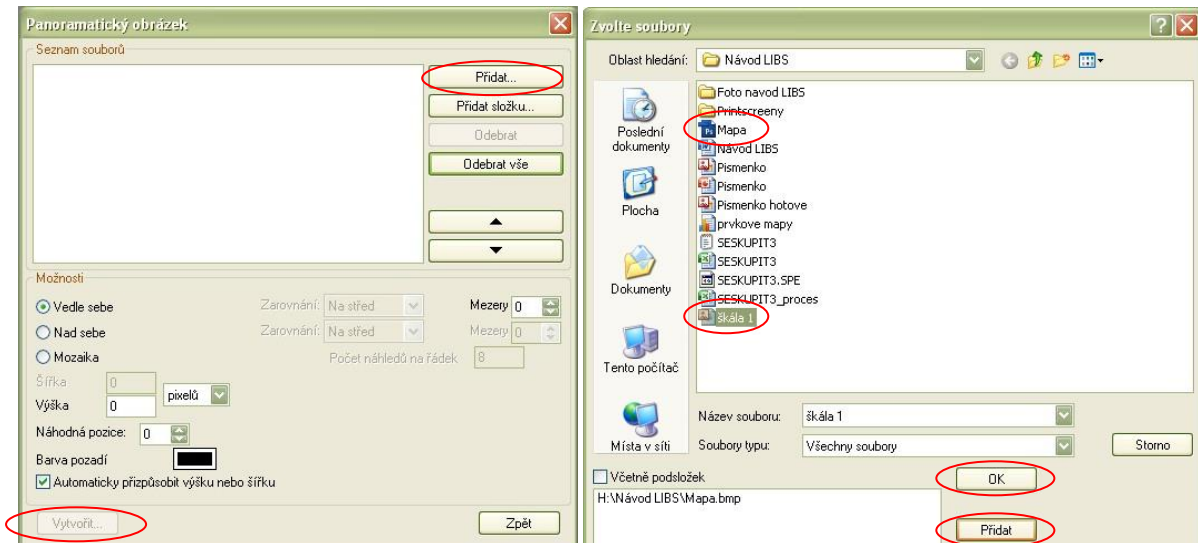 Panoramatický obrázek
Seznam souborů
Přidat...
Přidat složku...
Odebrat
Odebrat vše
Možnosti
Vedle sebe
Zarovnání: Na střed
Mezery 0
Nad sebe
Zarovnání: Na střed
Mezery 0
Mozaika
Počet náhledů na řádek 8
Šířka 0
pixelů
Výška 0
Náhodná pozice: 0
Barva pozadí
Automaticky přizpůsobit výšku nebo šířku
Vytvořit...
Zpět
Zvolte soubory
Oblast hledání: Návod LIBS
Poslední dokumenty
Plocha
Dokumenty
Tento počítač
Místa v síti
Foto navod LIBS
Printscreeny
Mapa
Návod LIBS
Pismenko
Pismenko
Pismenko hotove
prvkove mapy
SESKUPIT3
SESKUPIT3
SESKUPIT3.SPE
SESKUPIT3_proces
škála 1
Název souboru: škála 1
Soubory typu: Všechny soubory
Storno
Včetně podsložek
OK
H:\Návod LIBS\Mapa.bmp
Přidat